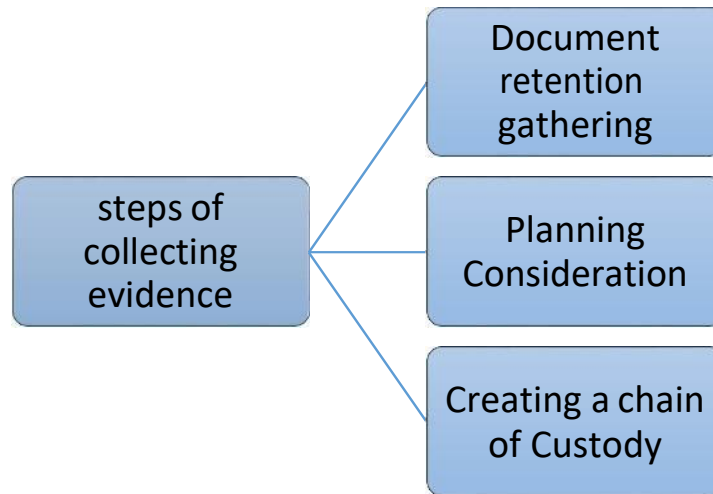 steps of
collecting
evidence
Document
retention
gathering
Planning
Consideration
Creating a chain
of Custody